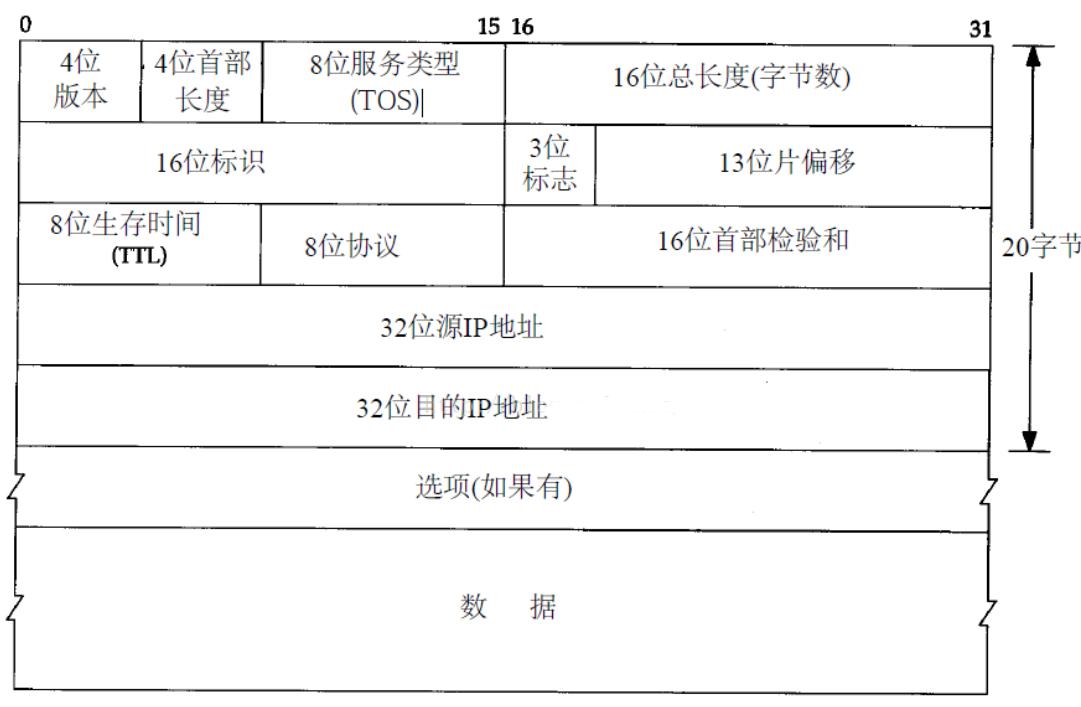 0 15 16 31
4位版本 4位首部长度 8位服务类型(TOS) 16位总长度(字节数)
16位标识 3位标志 13位片偏移
8位生存时间(TTL) 8位协议 16位首部检验和
20字节
32位源IP地址
32位目的IP地址
选项(如果有)
数 据